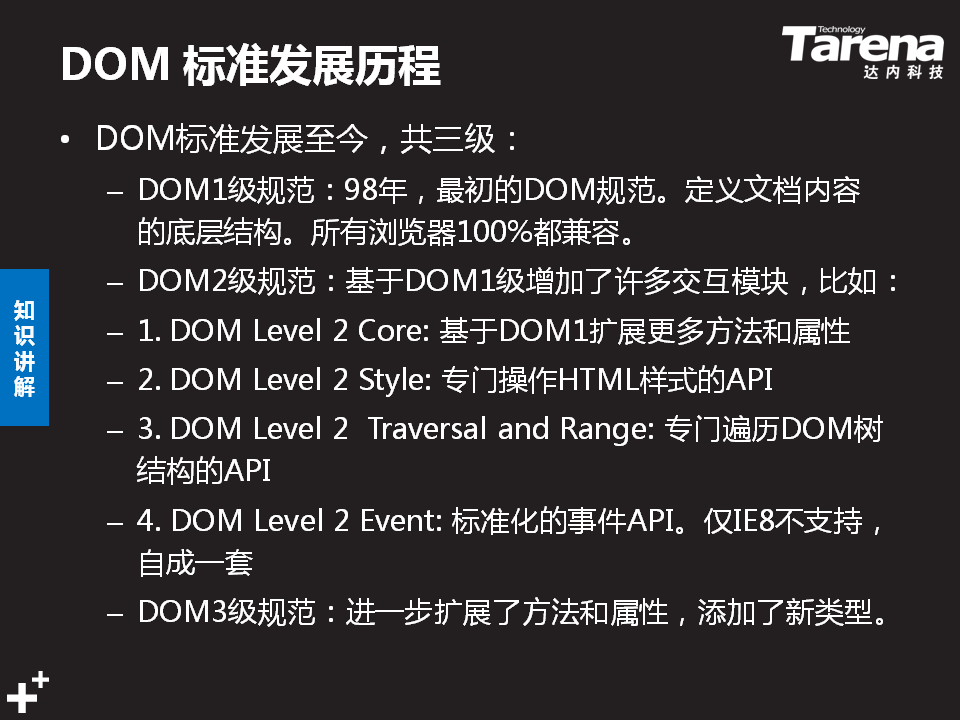 DOM 标准发展历程
Technology
Tarena
达内科技
• DOM标准发展至今，共三级：
– DOM1级规范：98年，最初的DOM规范。定义文档内容
的底层结构。所有浏览器100%都兼容。
– DOM2级规范：基于DOM1级增加了许多交互模块，比如：
– 1. DOM Level 2 Core: 基于DOM1扩展更多方法和属性
– 2. DOM Level 2 Style: 专门操作HTML样式的API
– 3. DOM Level 2  Traversal and Range: 专门遍历DOM树
结构的API
– 4. DOM Level 2 Event: 标准化的事件API。仅IE8不支持，
自成一套
– DOM3级规范：进一步扩展了方法和属性，添加了新类型。
知
识
讲
解